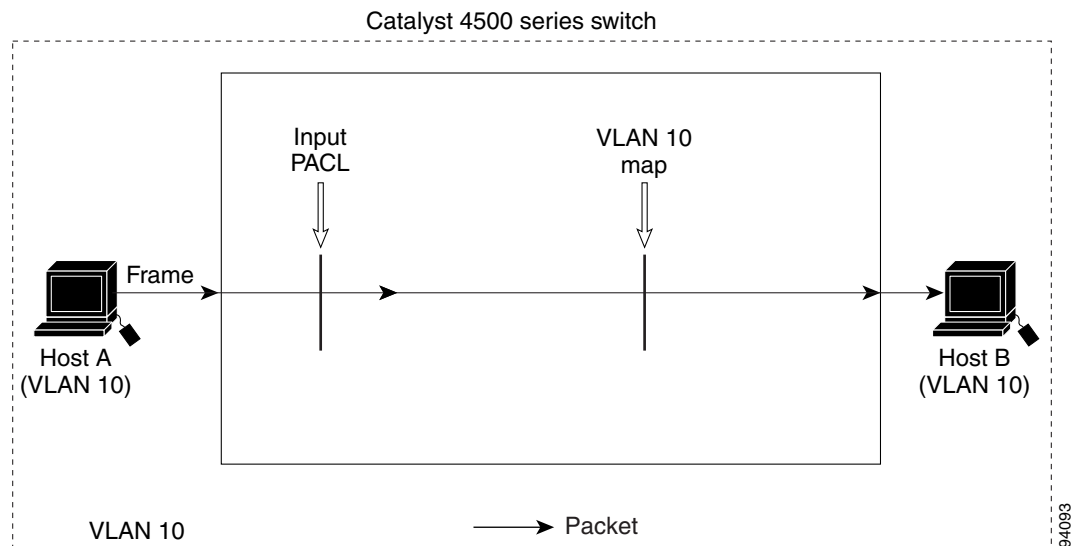 Catalyst 4500 series switch
Input
PACL
VLAN 10
map
Frame
Host A
(VLAN 10)
Host B
(VLAN 10)
VLAN 10
Packet
94093